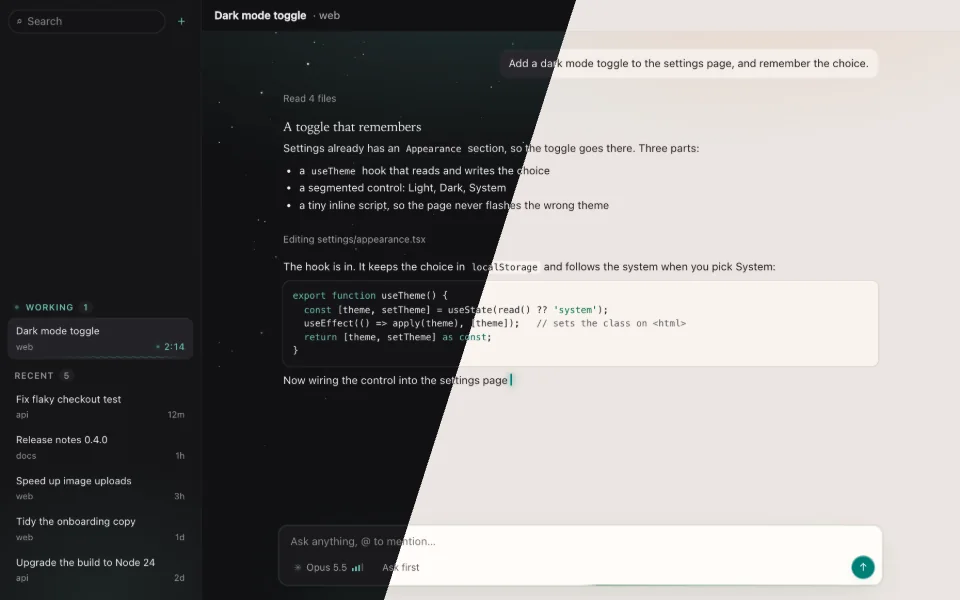 Search
+
WORKING 1
Dark mode toggle
web
2:14
RECENT 5
Fix flaky checkout test
api 12m
Release notes 0.4.0
docs 1h
Speed up image uploads
web 3h
Tidy the onboarding copy
web 1d
Upgrade the build to Node 24
api 2d
Dark mode toggle · web
Add a dark mode toggle to the settings page, and remember the choice.
Read 4 files
A toggle that remembers
Settings already has an Appearance section, so the toggle goes there. Three parts:
• a useTheme hook that reads and writes the choice
• a segmented control: Light, Dark, System
• a tiny inline script, so the page never flashes the wrong theme
Editing settings/appearance.tsx
The hook is in. It keeps the choice in localStorage and follows the system when you pick System:
export function useTheme() {
const [theme, setTheme] = useState(read() ?? 'system');
useEffect(() => apply(theme), [theme]); // sets the class on <html>
return [theme, setTheme] as const;
}
Now wiring the control into the settings page
Ask anything, @ to mention...
Opus 5.5 Ask first